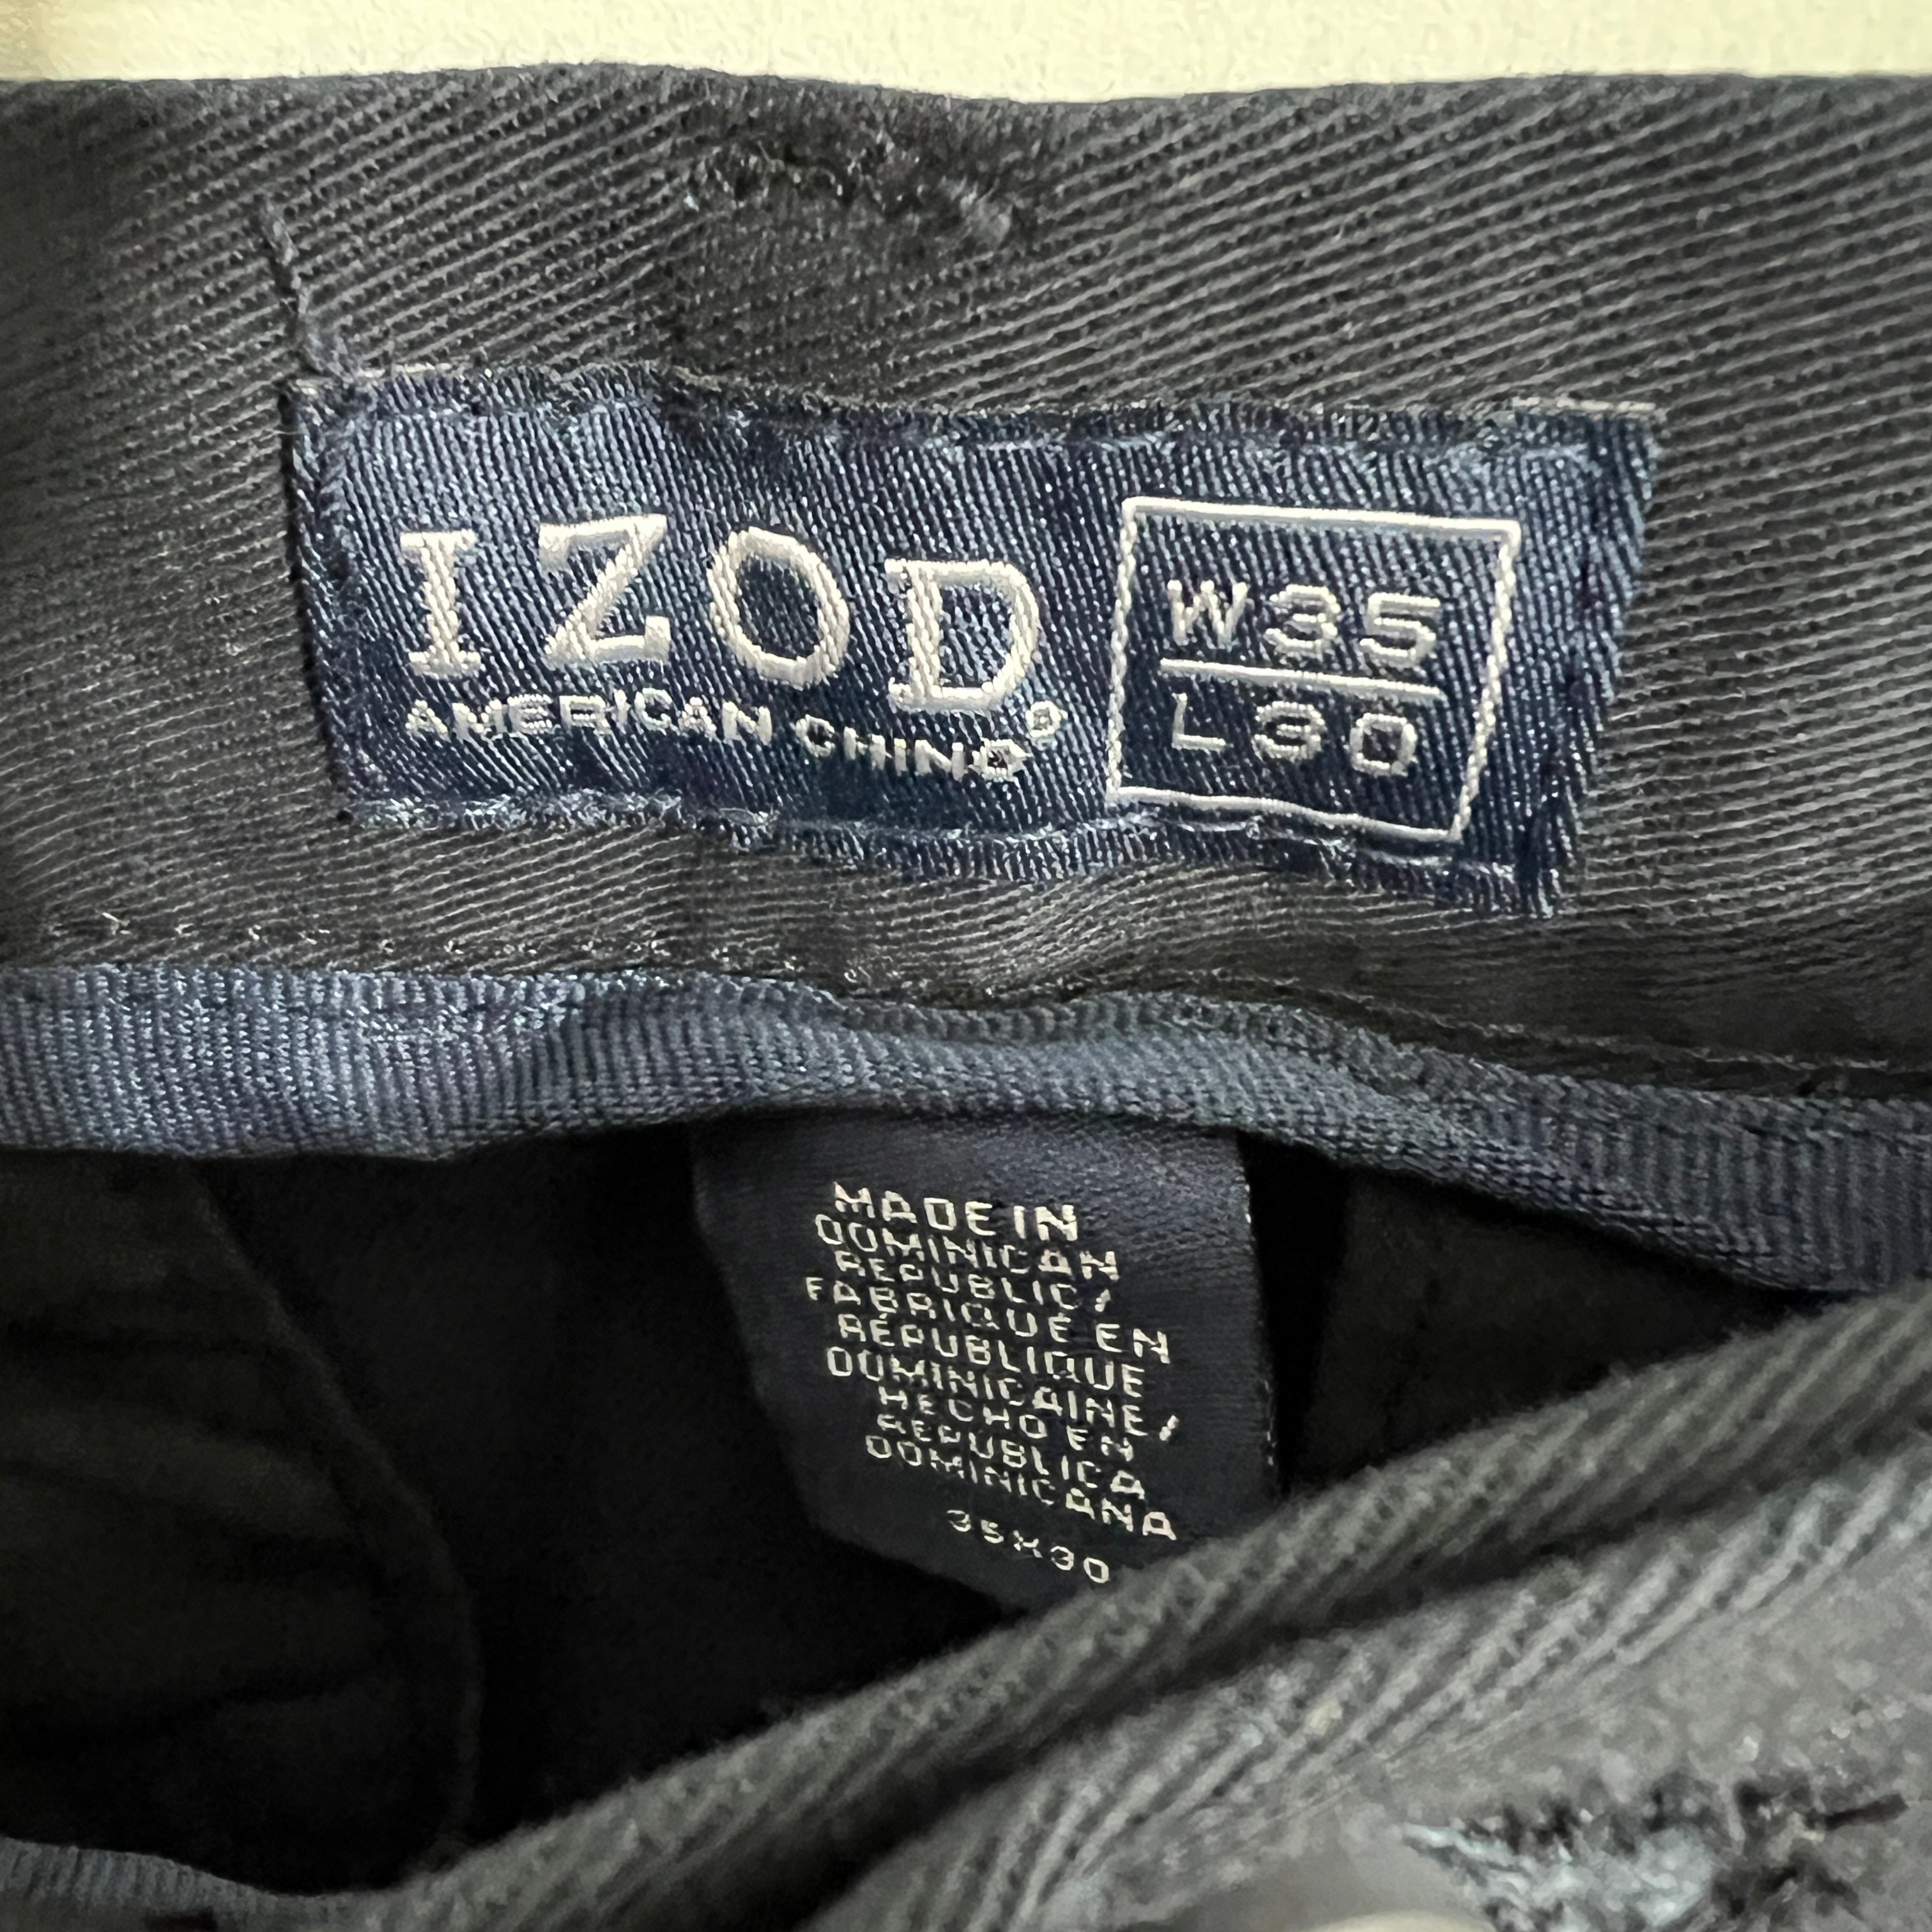 IZOD®
AMERICAN CHINO
W35
L30
MADE IN
DOMINICAN
REPUBLIC/
FABRIQUÉ EN
RÉPUBLIQUE
DOMINICAINE/
HECHO EN
REPUBLICA
DOMINICANA
35X30